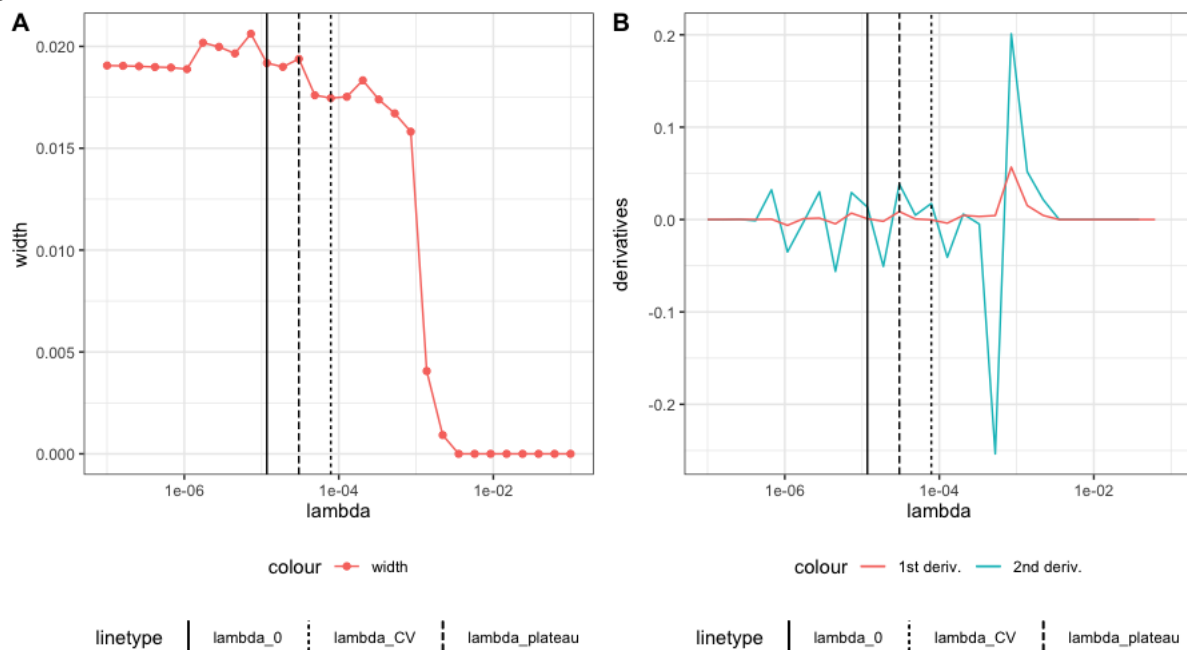 A
0.020
0.015
0.010
0.005
0.000
width
1e-06 1e-04 1e-02
lambda
colour width
linetype lambda_0 lambda_CV lambda_plateau
B
0.2
0.1
0.0
-0.1
-0.2
derivatives
1e-06 1e-04 1e-02
lambda
colour 1st deriv. 2nd deriv.
linetype lambda_0 lambda_CV lambda_plateau